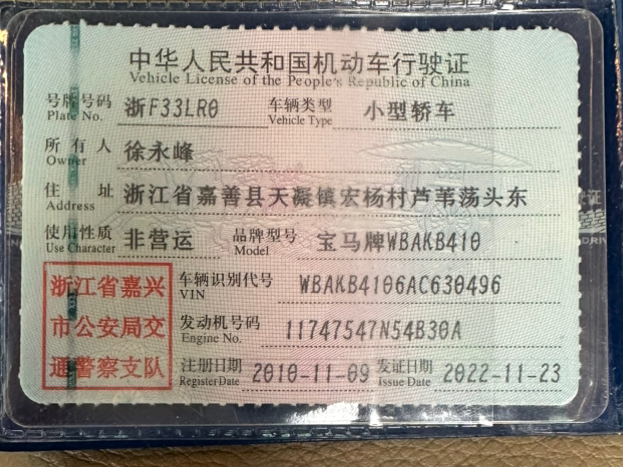 中华人民共和国机动车行驶证
Vehicle License of the People's Republic of China
号牌号码 浙F33LR0 车辆类型 小型轿车
Plate No. Vehicle Type
所有人 徐永峰
Owner
住址 浙江省嘉善县天凝镇宏杨村芦苇荡头东
Address
使用性质 非营运 品牌型号 宝马牌WBAKB410
Use Character Model
浙江省嘉兴
市公安局交
通警察支队
车辆识别代号 WBAKB4106AC630496
VIN
发动机号码 11747547N54B30A
Engine No.
注册日期 2010-11-09 发证日期 2022-11-23
Register Date Issue Date